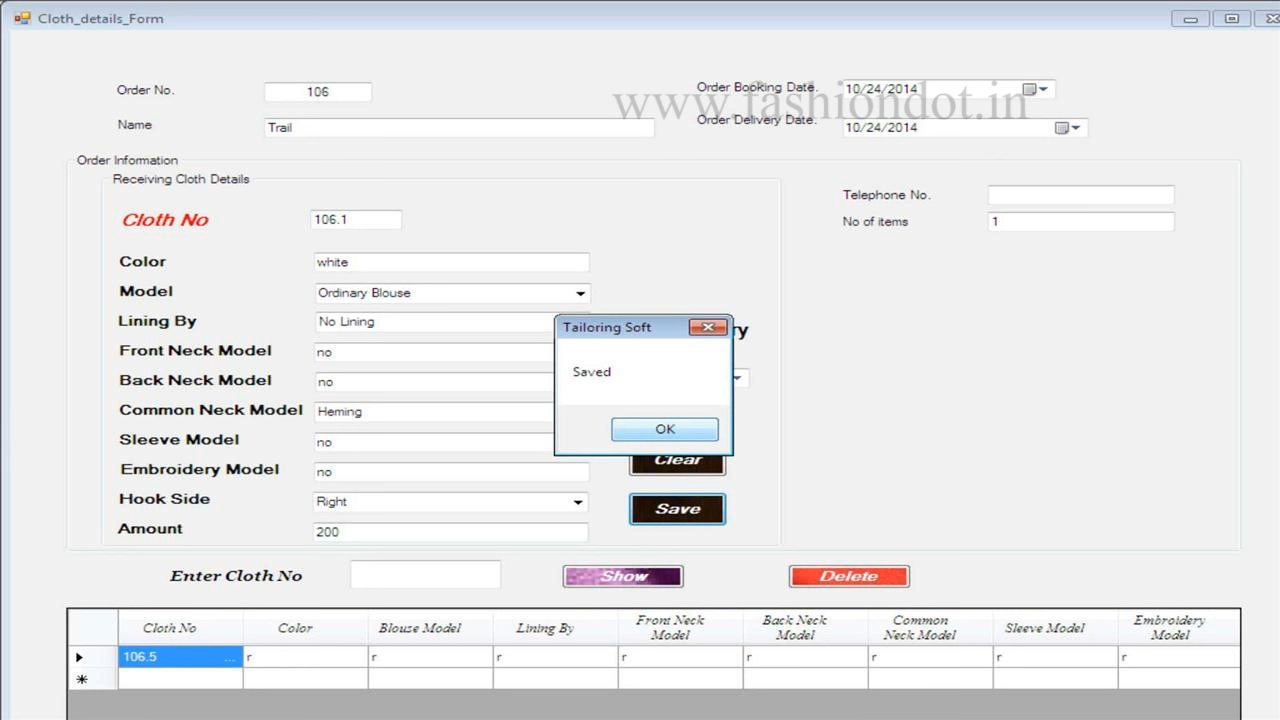 Cloth_details_Form
www.fashiondot.in
Order No. 106 Order Booking Date. 10/24/2014
Name Trail Order Delivery Date. 10/24/2014
Order Information
Receiving Cloth Details
Telephone No.
Cloth No 106.1 No of items 1
Color white
Model Ordinary Blouse
Lining By No Lining
Tailoring Soft
ry
Front Neck Model no
Saved
Back Neck Model no
Common Neck Model Heming
OK
Sleeve Model no
Clear
Embroidery Model no
Hook Side Right
Save
Amount 200
Enter Cloth No Show Delete
Cloth No Color Blouse Model Lining By Front Neck Model Back Neck Model Common Neck Model Sleeve Model Embroidery Model
106.5 ... r r r r r r r r